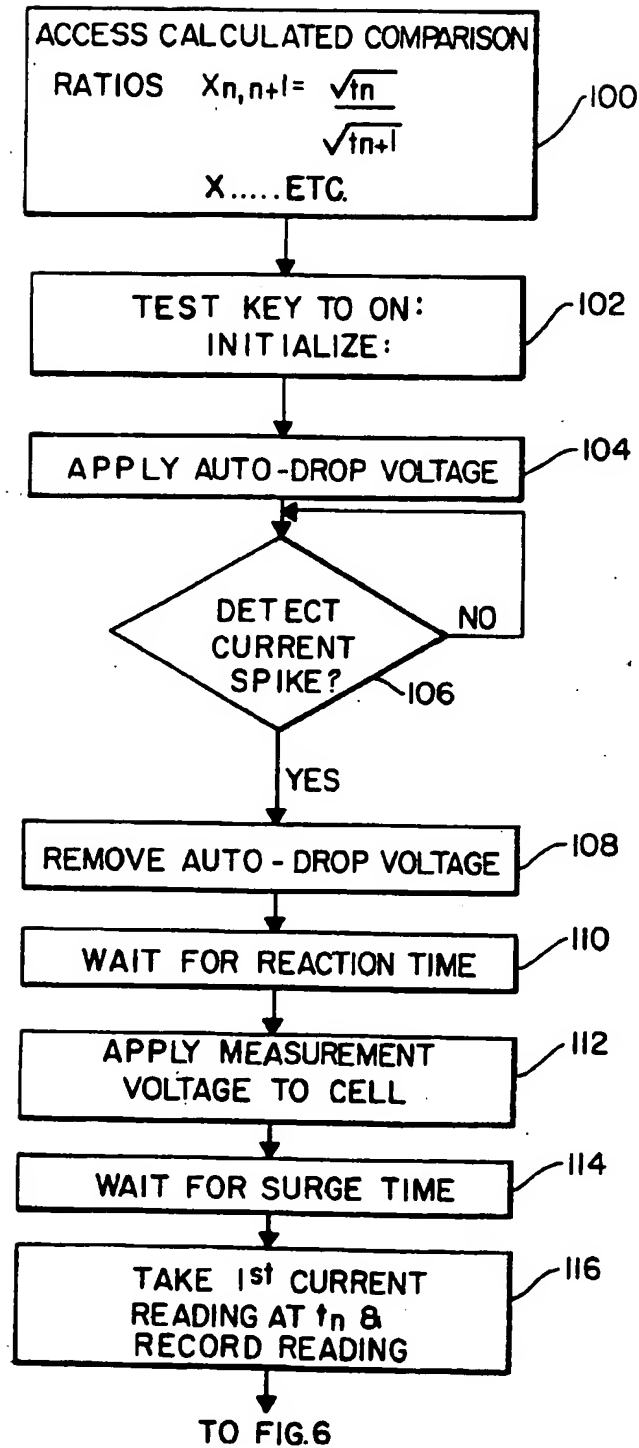 ACCESS CALCULATED COMPARISON
RATIOS Xn,n+1= √tn
√tn+1
X.....ETC.
100
TEST KEY TO ON:
INITIALIZE:
102
APPLY AUTO-DROP VOLTAGE
104
DETECT
CURRENT
SPIKE?
NO
106
YES
REMOVE AUTO-DROP VOLTAGE
108
WAIT FOR REACTION TIME
110
APPLY MEASUREMENT
VOLTAGE TO CELL
112
WAIT FOR SURGE TIME
114
TAKE 1st CURRENT
READING AT tn &
RECORD READING
116
TO FIG.6